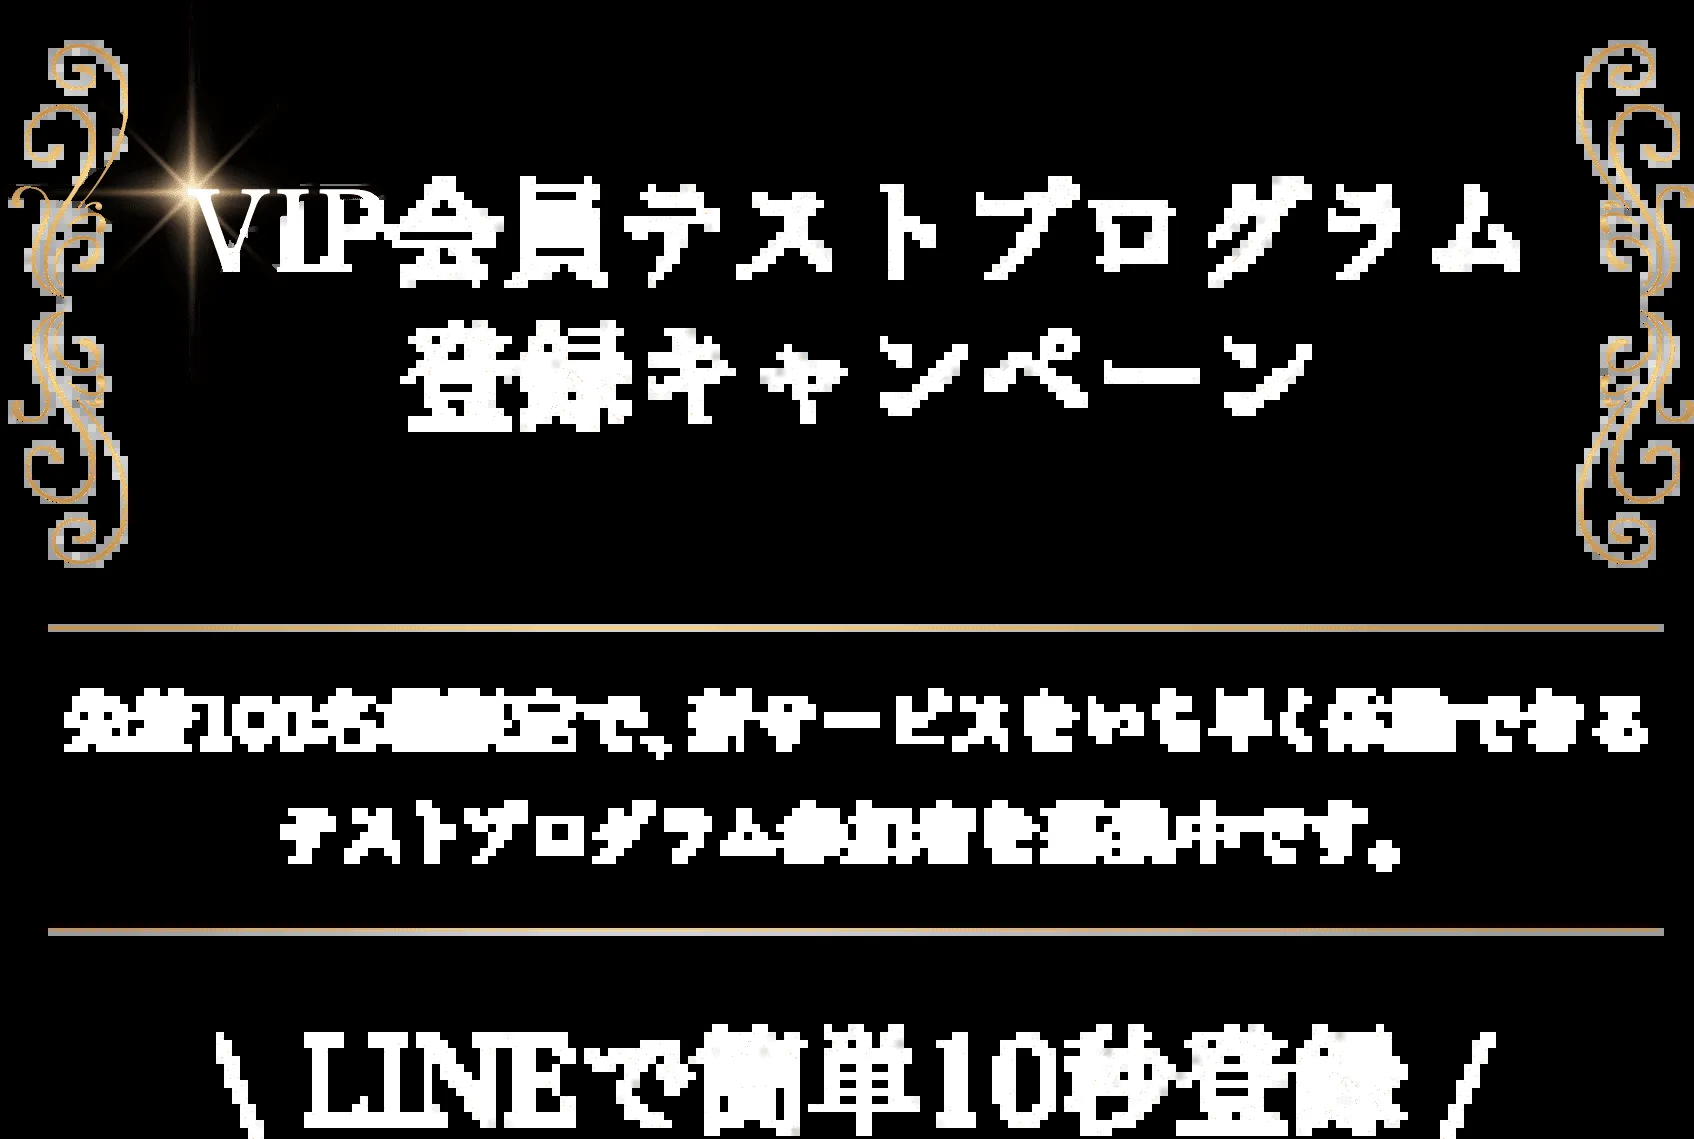 VIP会員テストプログラム
登録キャンペーン
先着100名様限定で、新サービスをいち早く体験できる
テストプログラム参加者を募集中です。
\ LINEで簡単10秒登録 /